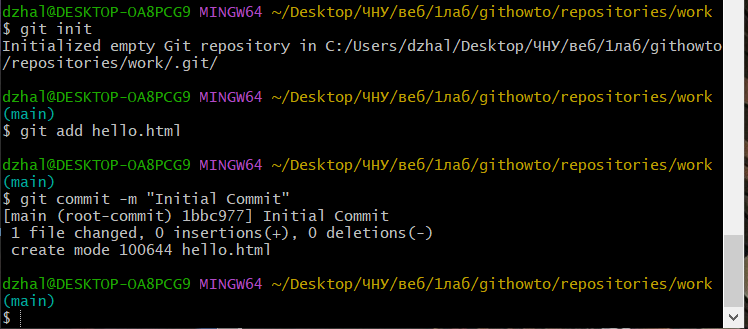 dzhal@DESKTOP-OA8PCG9 MINGW64 ~/Desktop/ЧНУ/веб/1лаб/githowto/repositories/work
$ git init
Initialized empty Git repository in C:/Users/dzhal/Desktop/ЧНУ/веб/1лаб/githowto
/repositories/work/.git/
dzhal@DESKTOP-OA8PCG9 MINGW64 ~/Desktop/ЧНУ/веб/1лаб/githowto/repositories/work
(main)
$ git add hello.html
dzhal@DESKTOP-OA8PCG9 MINGW64 ~/Desktop/ЧНУ/веб/1лаб/githowto/repositories/work
(main)
$ git commit -m "Initial Commit"
[main (root-commit) 1bbc977] Initial Commit
1 file changed, 0 insertions(+), 0 deletions(-)
create mode 100644 hello.html
dzhal@DESKTOP-OA8PCG9 MINGW64 ~/Desktop/ЧНУ/веб/1лаб/githowto/repositories/work
(main)
$